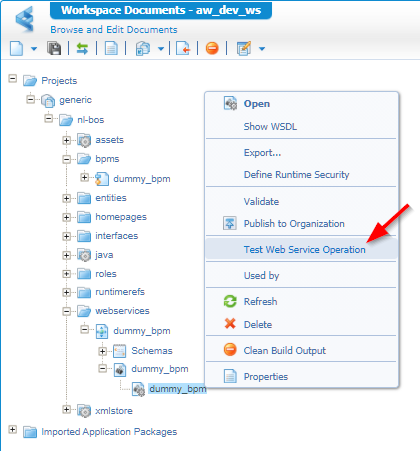 Workspace Documents - aw_dev_ws
Browse and Edit Documents
Projects
generic
nl-bos
assets
bpms
dummy_bpm
entities
homepages
interfaces
java
roles
runtimerefs
webservices
dummy_bpm
Schemas
dummy_bpm
dummy_bpm
xmlstore
Imported Application Packages
Open
Show WSDL
Export...
Define Runtime Security
Validate
Publish to Organization
Test Web Service Operation
Used by
Refresh
Delete
Clean Build Output
Properties